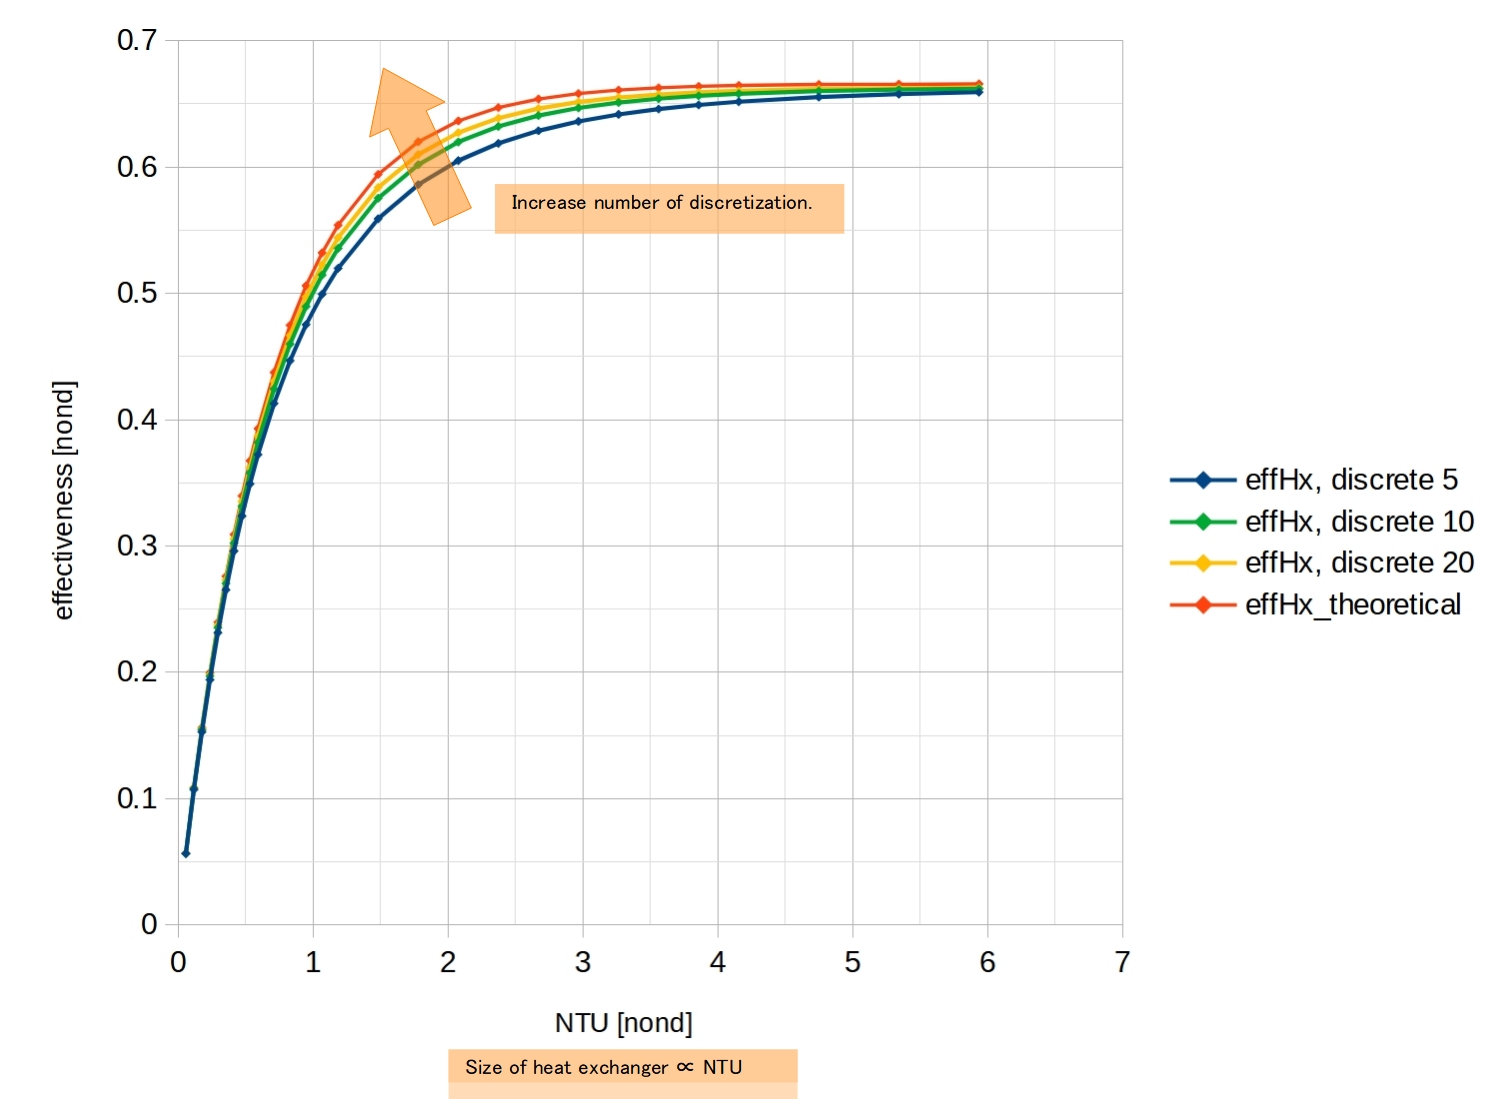 0.7
0.6
0.5
0.4
0.3
0.2
0.1
0
effectiveness [nond]
Increase number of discretization.
effHx, discrete 5
effHx, discrete 10
effHx, discrete 20
effHx_theoretical
0 1 2 3 4 5 6 7
NTU [nond]
Size of heat exchanger ∝ NTU